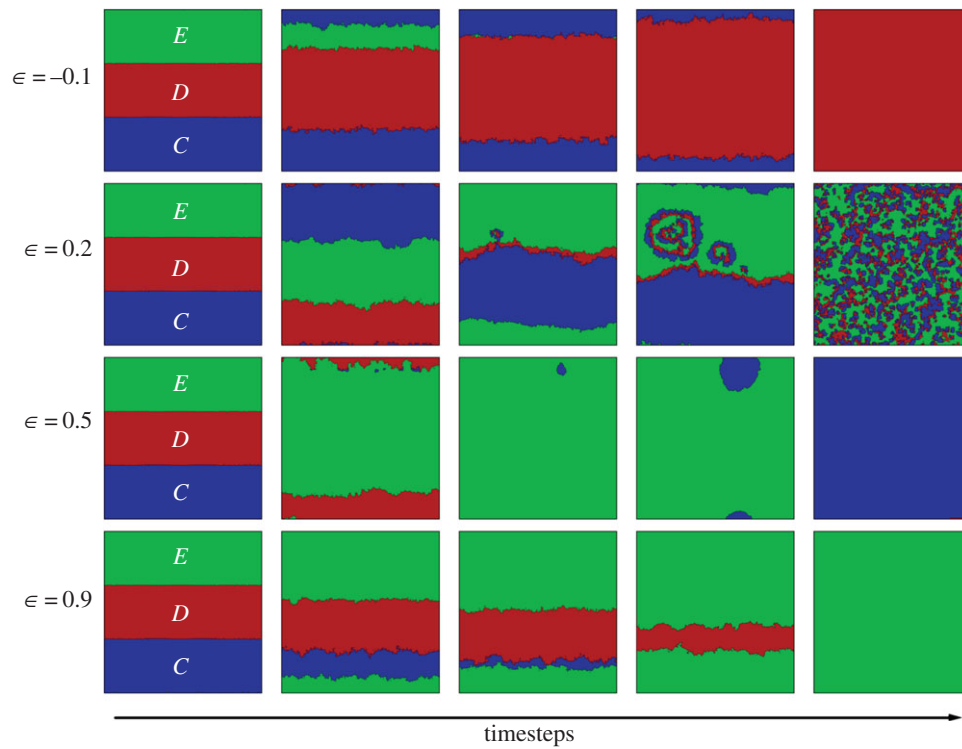 E
ϵ = –0.1
D
C
E
ϵ = 0.2
D
C
E
ϵ = 0.5
D
C
E
ϵ = 0.9
D
C
timesteps